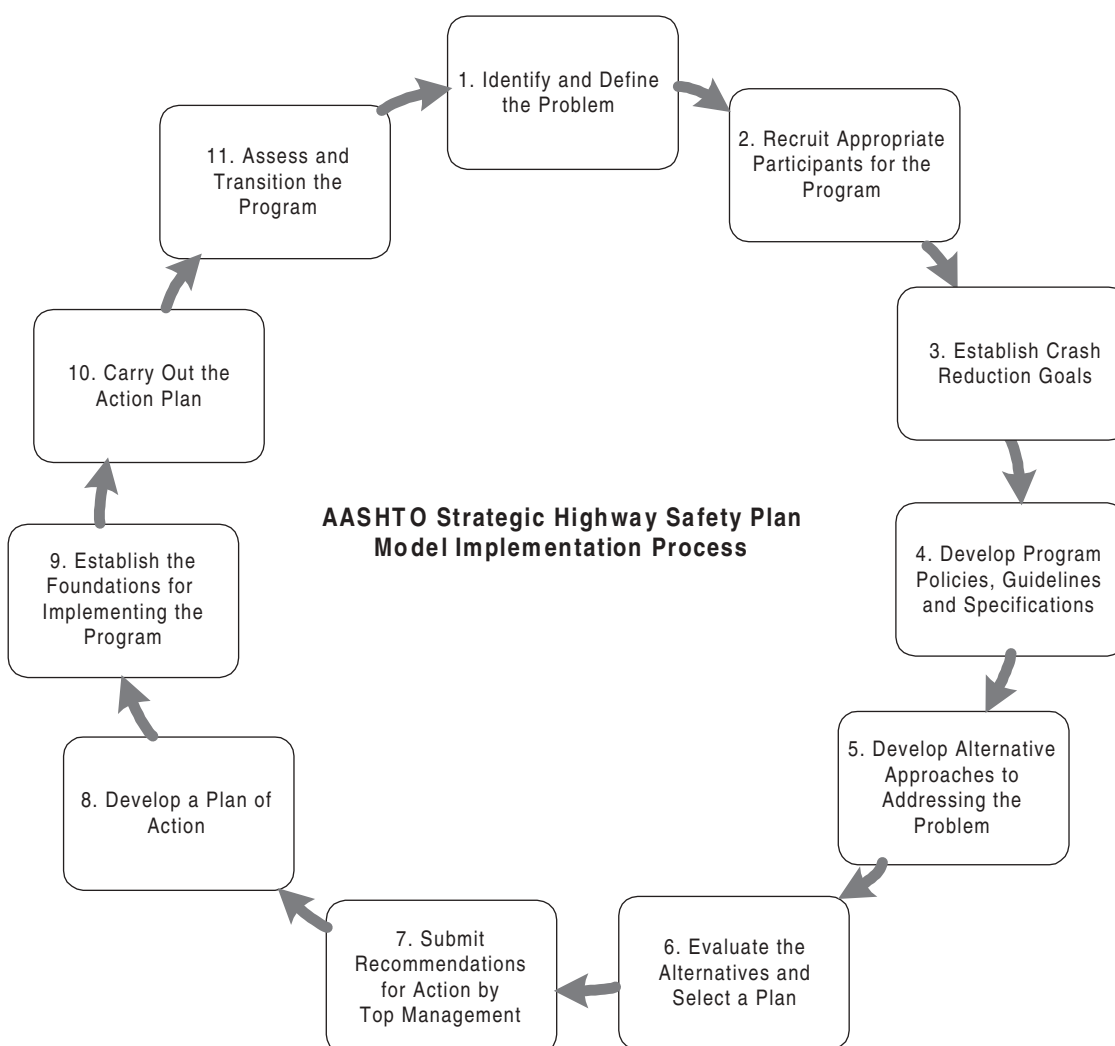 1. Identify and Define
the Problem
2. Recruit Appropriate
Participants for the
Program
3. Establish Crash
Reduction Goals
4. Develop Program
Policies, Guidelines
and Specifications
5. Develop Alternative
Approaches to
Addressing the
Problem
6. Evaluate the
Alternatives and
Select a Plan
7. Submit
Recommendations
for Action by
Top Management
8. Develop a Plan of
Action
9. Establish the
Foundations for
Implementing the
Program
10. Carry Out the
Action Plan
11. Assess and
Transition the
Program
AASHTO Strategic Highway Safety Plan
Model Implementation Process